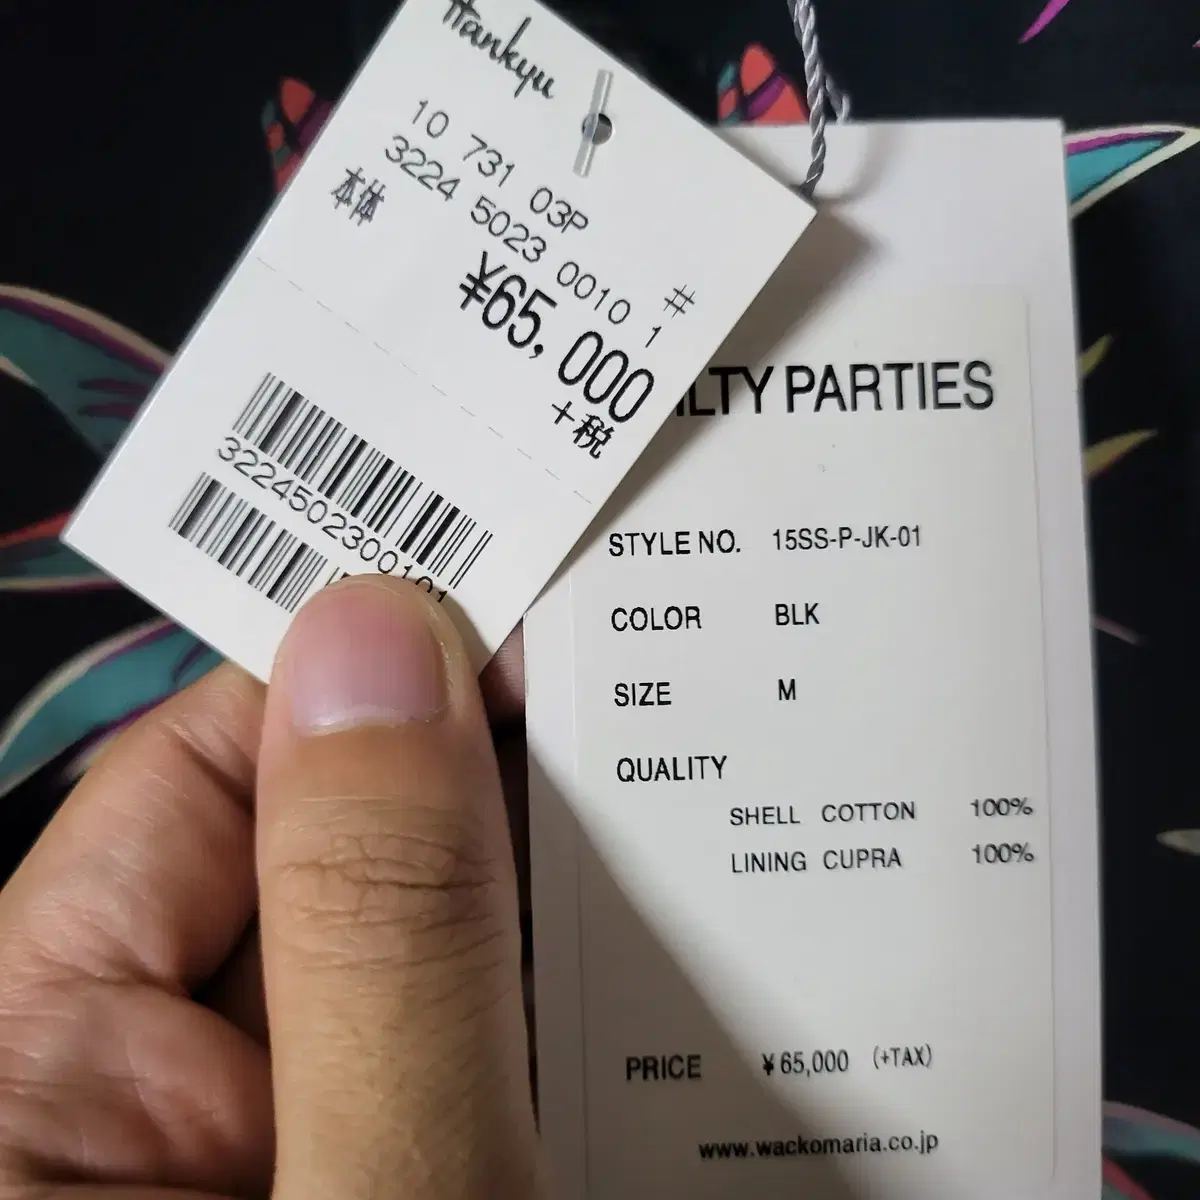 Hankyu
10 731 03P
3224 5023 0010 1 #
本体
¥65,000
+税
3224502300101
LTY PARTIES
STYLE NO. 15SS-P-JK-01
COLOR BLK
SIZE M
QUALITY
SHELL COTTON 100%
LINING CUPRA 100%
PRICE ¥65,000 (+TAX)
www.wackomaria.co.jp